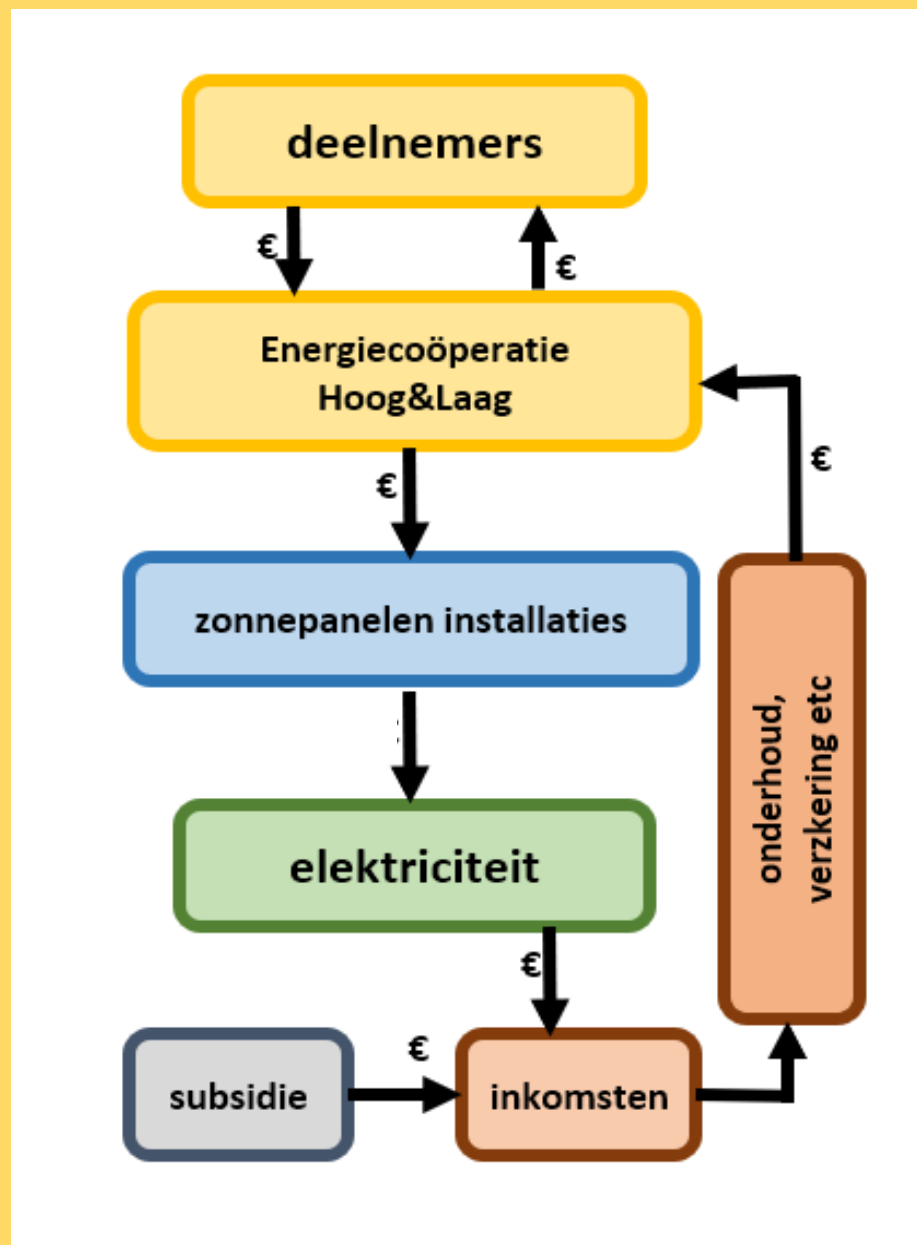 deelnemers
€
€
Energiecoöperatie
Hoog&Laag
€
€
zonnepanelen installaties
onderhoud,
verzkering etc
elektriciteit
€
€
subsidie
inkomsten